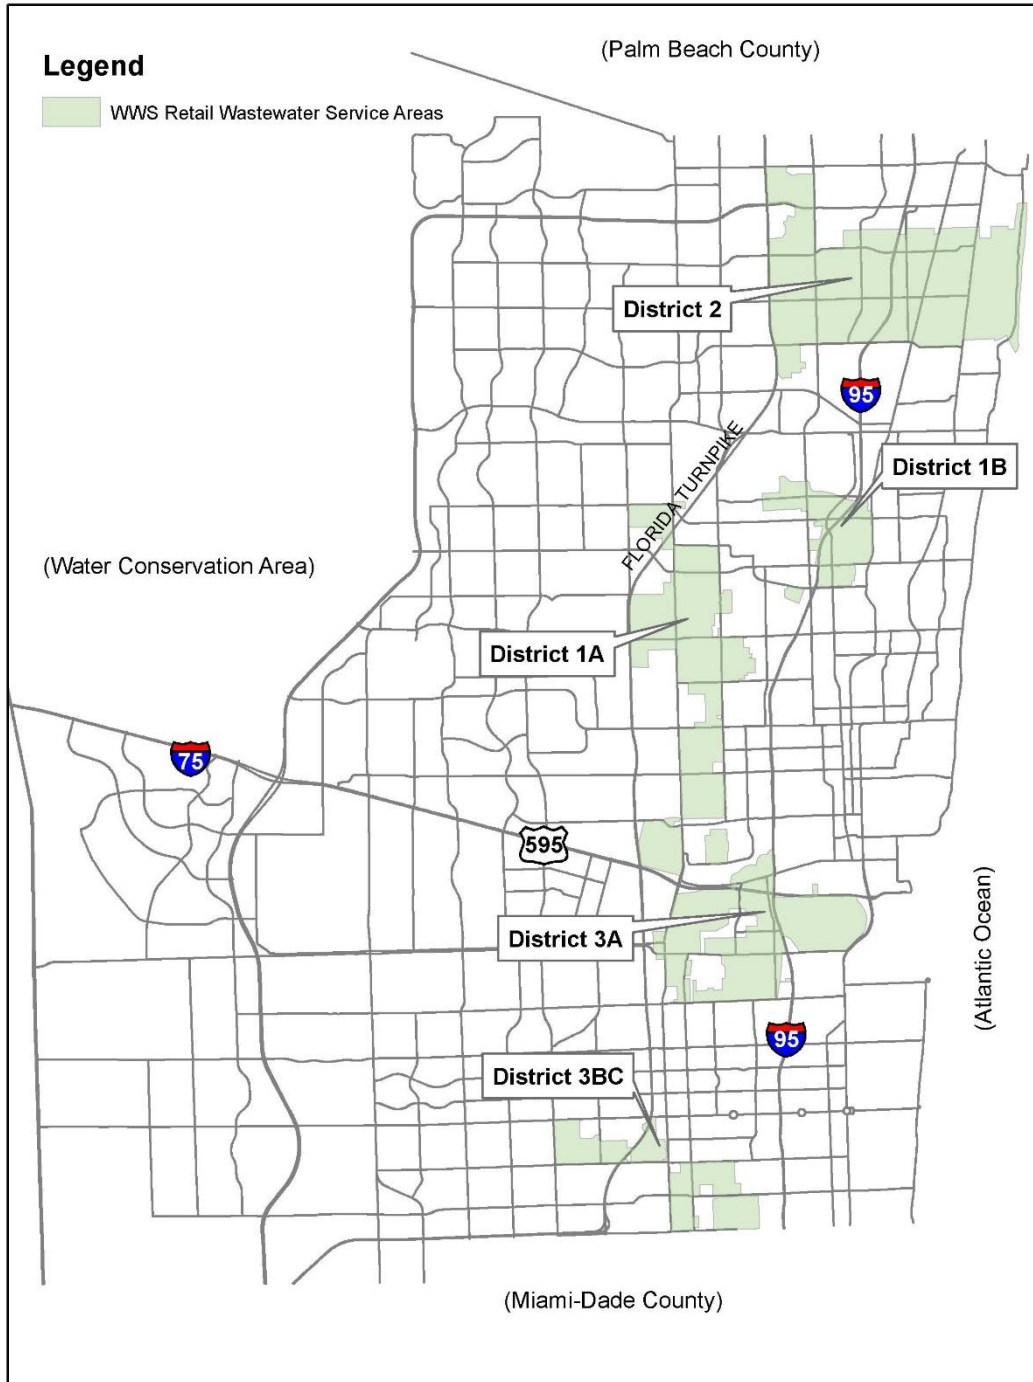 (Palm Beach County)
Legend
WWS Retail Wastewater Service Areas
District 2
95
FLORIDA TURNPIKE
District 1B
(Water Conservation Area)
District 1A
75
595
District 3A
(Atlantic Ocean)
95
District 3BC
(Miami-Dade County)